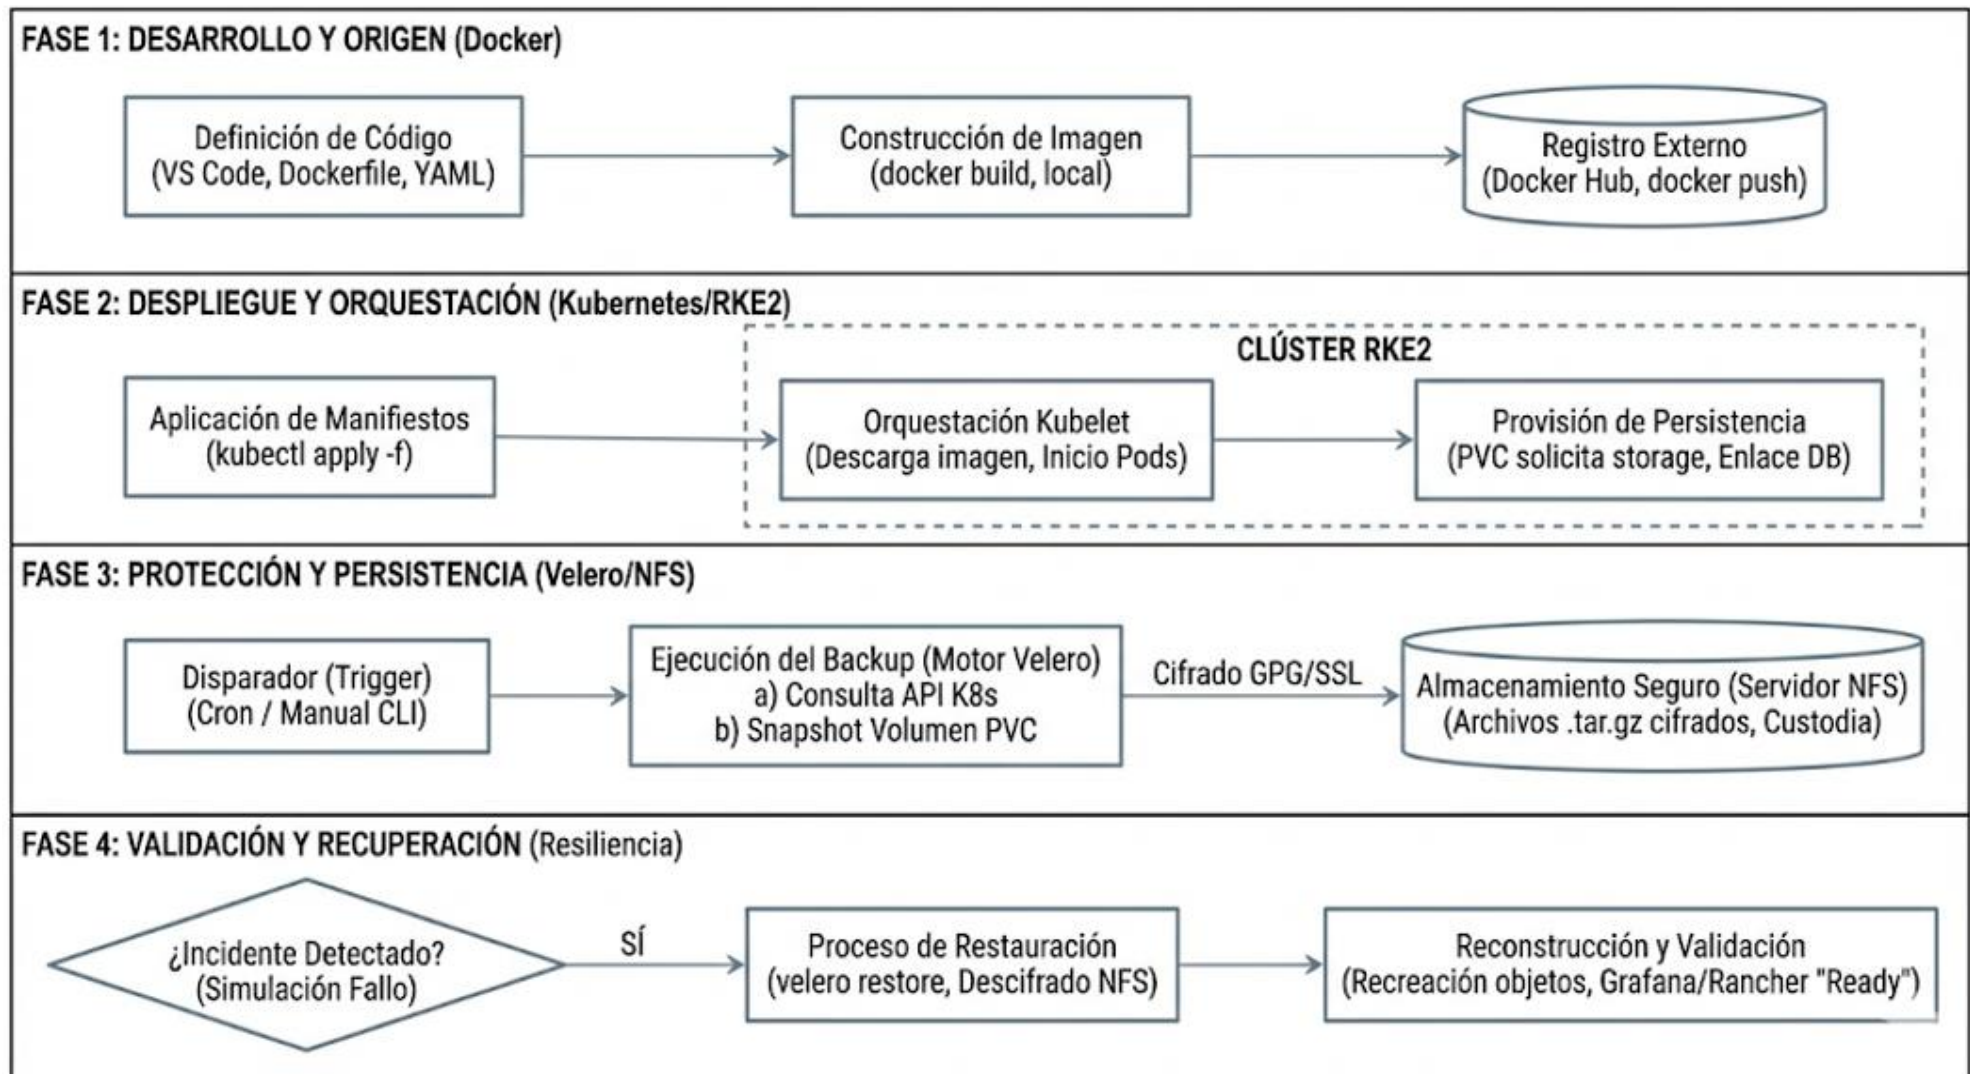 FASE 1: DESARROLLO Y ORIGEN (Docker)
Definición de Código
(VS Code, Dockerfile, YAML)
Construcción de Imagen
(docker build, local)
Registro Externo
(Docker Hub, docker push)
FASE 2: DESPLIEGUE Y ORQUESTACIÓN (Kubernetes/RKE2)
CLÚSTER RKE2
Aplicación de Manifiestos
(kubectl apply -f)
Orquestación Kubelet
(Descarga imagen, Inicio Pods)
Provisión de Persistencia
(PVC solicita storage, Enlace DB)
FASE 3: PROTECCIÓN Y PERSISTENCIA (Velero/NFS)
Disparador (Trigger)
(Cron / Manual CLI)
Ejecución del Backup (Motor Velero)
a) Consulta API K8s
b) Snapshot Volumen PVC
Cifrado GPG/SSL
Almacenamiento Seguro (Servidor NFS)
(Archivos .tar.gz cifrados, Custodia)
FASE 4: VALIDACIÓN Y RECUPERACIÓN (Resiliencia)
¿Incidente Detectado?
(Simulación Fallo)
SÍ
Proceso de Restauración
(velero restore, Descifrado NFS)
Reconstrucción y Validación
(Recreación objetos, Grafana/Rancher "Ready")